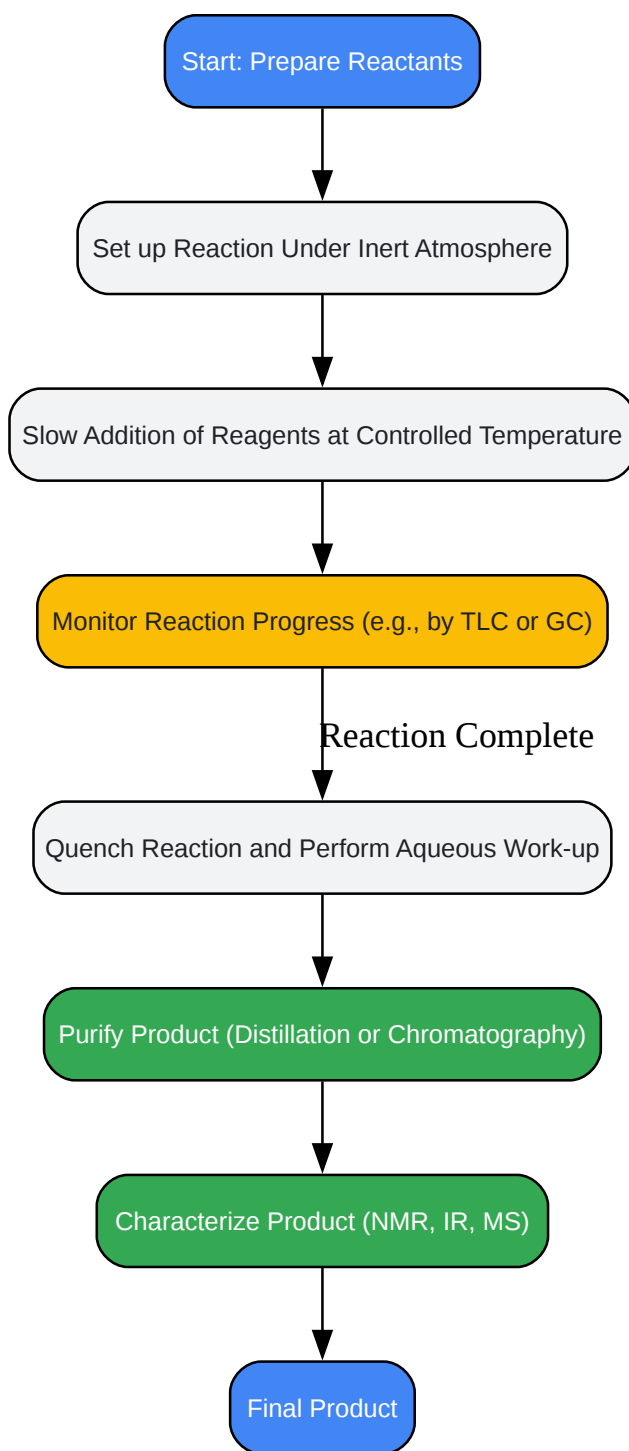 Start: Prepare Reactants
Set up Reaction Under Inert Atmosphere
Slow Addition of Reagents at Controlled Temperature
Monitor Reaction Progress (e.g., by TLC or GC)
Reaction Complete
Quench Reaction and Perform Aqueous Work-up
Purify Product (Distillation or Chromatography)
Characterize Product (NMR, IR, MS)
Final Product